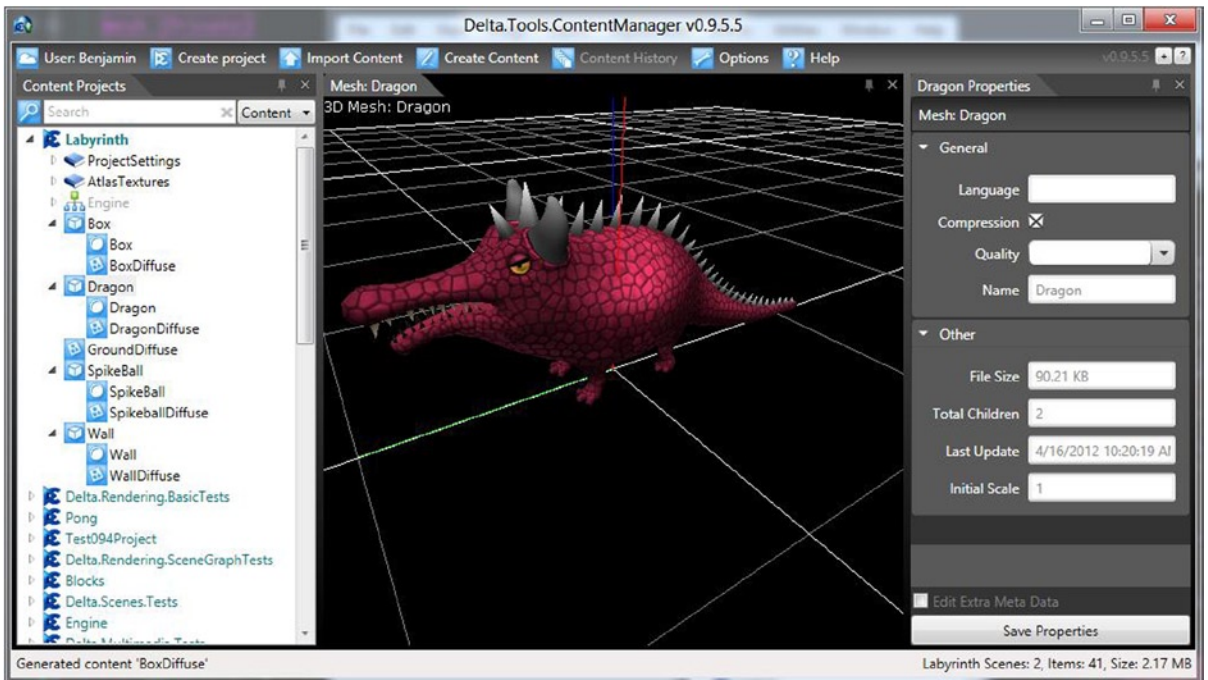 Delta.Tools.ContentManager v0.9.5.5
User: Benjamin Create project Import Content Create Content Content History Options Help v0.9.5.5
Content Projects
Search Content
Labyrinth
ProjectSettings
AtlasTextures
Engine
Box
Box
BoxDiffuse
Dragon
Dragon
DragonDiffuse
GroundDiffuse
SpikeBall
SpikeBall
SpikeballDiffuse
Wall
Wall
WallDiffuse
Delta.Rendering.BasicTests
Pong
Test094Project
Delta.Rendering.SceneGraphTests
Blocks
Delta.Scenes.Tests
Engine
Delta.Multimedia.Tests
Mesh: Dragon
3D Mesh: Dragon
Dragon Properties
Mesh: Dragon
General
Language
Compression
Quality
Name Dragon
Other
File Size 90.21 KB
Total Children 2
Last Update 4/16/2012 10:20:19 AM
Initial Scale 1
Edit Extra Meta Data
Save Properties
Generated content 'BoxDiffuse'
Labyrinth Scenes: 2, Items: 41, Size: 2.17 MB